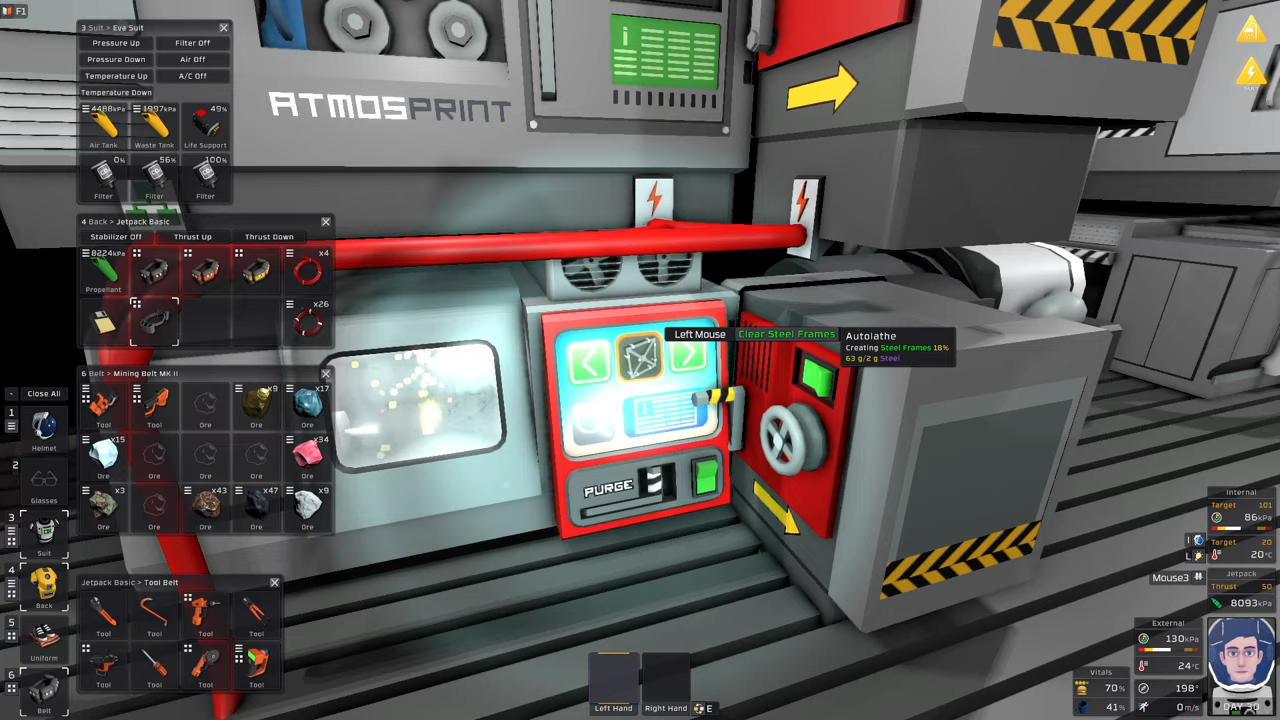 F1
3 Suit > Eva Suit
Pressure Up
Filter Off
Pressure Down
Air Off
Temperature Up
A/C Off
Temperature Down
4488kPa
1997kPa
49%
Air Tank
Waste Tank
Life Support
0%
56%
100%
Filter
Filter
Filter
4 Back > Jetpack Basic
Stabilizer Off
Thrust Up
Thrust Down
8224kPa
x4
Propellant
x26
6 Belt > Mining Belt MK II
x9
x17
Tool
Tool
Ore
Ore
Ore
x15
x34
Ore
Ore
Ore
Ore
Ore
x3
x43
x47
x9
Ore
Ore
Ore
Ore
Ore
Jetpack Basic > Tool Belt
Tool
Tool
Tool
Tool
Tool
Tool
Tool
Tool
-
Close All
1
Helmet
2
Glasses
3
Suit
4
Back
5
Uniform
6
Belt
ATMOSPRINT
Left Mouse
Clear Steel Frames
Autolathe
Creating Steel Frames 18%
63 g/2 g Steel
PURGE
Left Hand
Right Hand
E
Internal
Target 101
86kPa
Target 20
20°C
Mouse3
Jetpack
Thrust 50
8093kPa
External
130kPa
24°C
198°
0m/s
Vitals
70%
41%
DAY 30